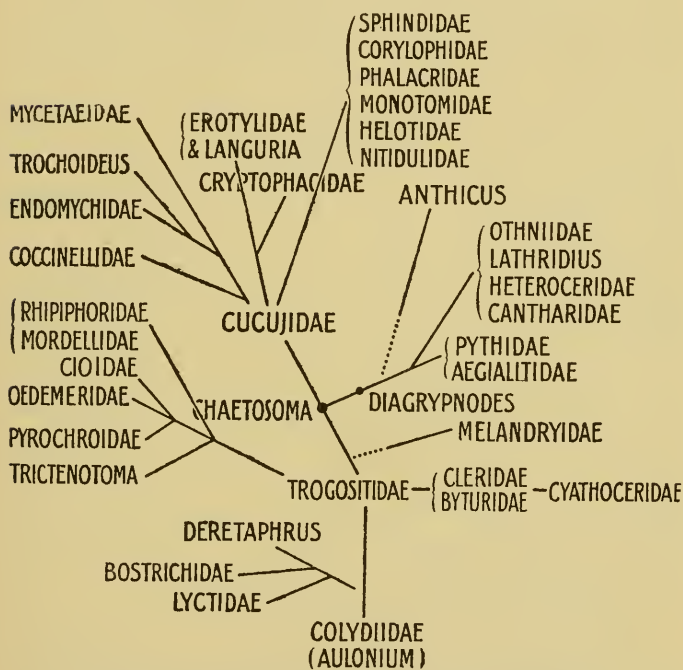 SPHINDIDAE
CORYLOPHIDAE
PHALACRIDAE
MONOTOMIDAE
HELOTIDAE
NITIDULIDAE
MYCETAEIDAE
EROTYLIDAE
& LANGURIA
CRYPTOPHAGIDAE
TROCHOIDEUS
ENDOMYCHIDAE
COCCINELLIDAE
ANTHICUS
OTHNIIDAE
LATHRIDIUS
HETEROCERIDAE
CANTHARIDAE
CUCUJIDAE
RHIPIPHORIDAE
MORDELLIDAE
CIOIDAE
OEDEMERIDAE
PYROCHROIDAE
TRICTENOTOMA
PYTHIDAE
AEGIALITIDAE
CHAETOSOMA
DIAGRYPNODES
MELANDRYIDAE
TROGOSITIDAE
CLERIDAE
BYTURIDAE
CYATHOCERIDAE
DERETAPHRUS
BOSTRICHIDAE
LYCTIDAE
COLYDIIDAE
(AULONIUM)